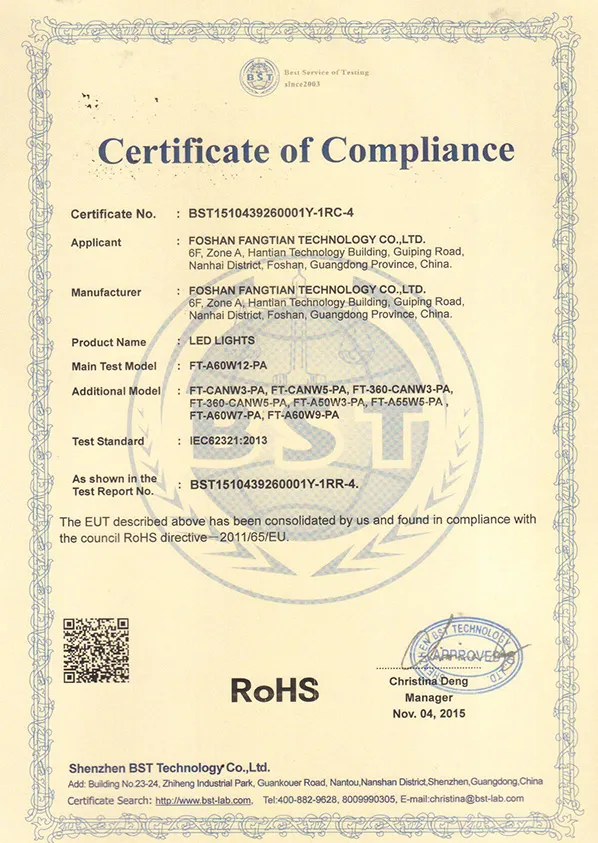 BST
Best Service of Testing
since2003
Certificate of Compliance
Certificate No. : BST1510439260001Y-1RC-4
Applicant : FOSHAN FANGTIAN TECHNOLOGY CO.,LTD.
6F, Zone A, Hantian Technology Building, Guiping Road,
Nanhai District, Foshan, Guangdong Province, China.
Manufacturer : FOSHAN FANGTIAN TECHNOLOGY CO.,LTD.
6F, Zone A, Hantian Technology Building, Guiping Road,
Nanhai District, Foshan, Guangdong Province, China.
Product Name : LED LIGHTS
Main Test Model : FT-A60W12-PA
Additional Model : FT-CANW3-PA, FT-CANW5-PA, FT-360-CANW3-PA,
FT-360-CANW5-PA, FT-A50W3-PA, FT-A55W5-PA ,
FT-A60W7-PA, FT-A60W9-PA
BST
Test Standard : IEC62321:2013
As shown in the
Test Report No. : BST1510439260001Y-1RR-4.
The EUT described above has been consolidated by us and found in compliance with
the council RoHS directive—2011/65/EU.
SHENZHEN BST TECHNOLOGY CO.,LTD
APPROVED
RoHS
Christina Deng
Manager
Nov. 04, 2015
Shenzhen BST Technology Co.,Ltd.
Add: Building No.23-24, Zhiheng Industrial Park, Guankouer Road, Nantou,Nanshan District,Shenzhen,Guangdong,China
Certificate Search: http://www.bst-lab.com, Tel:400-882-9628, 8009990305, E-mail:christina@bst-lab.com